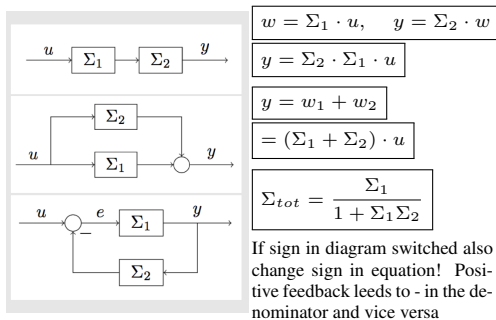 u Σ₁ Σ₂ y
w = Σ₁ · u, y = Σ₂ · w
y = Σ₂ · Σ₁ · u
Σ₂
u Σ₁ y
y = w₁ + w₂
= (Σ₁ + Σ₂) · u
u e Σ₁ y
−
Σ₂
Σ_{tot} = Σ₁ / (1 + Σ₁Σ₂)
If sign in diagram switched also
change sign in equation! Posi-
tive feedback leeds to - in the de-
nominator and vice versa